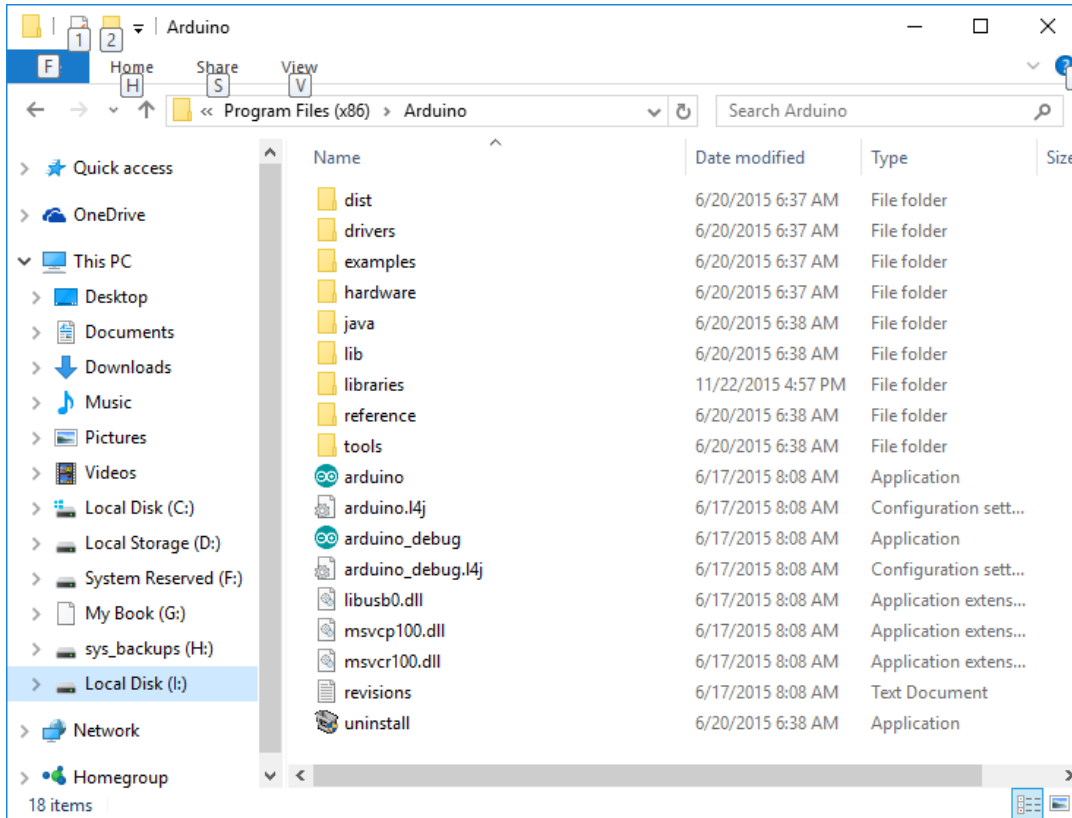 Arduino
1 2
F Home Share View
H S V
« Program Files (x86) > Arduino Search Arduino
Name Date modified Type Size
Quick access
OneDrive
This PC
Desktop
Documents
Downloads
Music
Pictures
Videos
Local Disk (C:)
Local Storage (D:)
System Reserved (F:)
My Book (G:)
sys_backups (H:)
Local Disk (I:)
Network
Homegroup
dist 6/20/2015 6:37 AM File folder
drivers 6/20/2015 6:37 AM File folder
examples 6/20/2015 6:37 AM File folder
hardware 6/20/2015 6:37 AM File folder
java 6/20/2015 6:38 AM File folder
lib 6/20/2015 6:38 AM File folder
libraries 11/22/2015 4:57 PM File folder
reference 6/20/2015 6:38 AM File folder
tools 6/20/2015 6:38 AM File folder
arduino 6/17/2015 8:08 AM Application
arduino.l4j 6/17/2015 8:08 AM Configuration sett...
arduino_debug 6/17/2015 8:08 AM Application
arduino_debug.l4j 6/17/2015 8:08 AM Configuration sett...
libusb0.dll 6/17/2015 8:08 AM Application extens...
msvcp100.dll 6/17/2015 8:08 AM Application extens...
msvcr100.dll 6/17/2015 8:08 AM Application extens...
revisions 6/17/2015 8:08 AM Text Document
uninstall 6/20/2015 6:38 AM Application
18 items